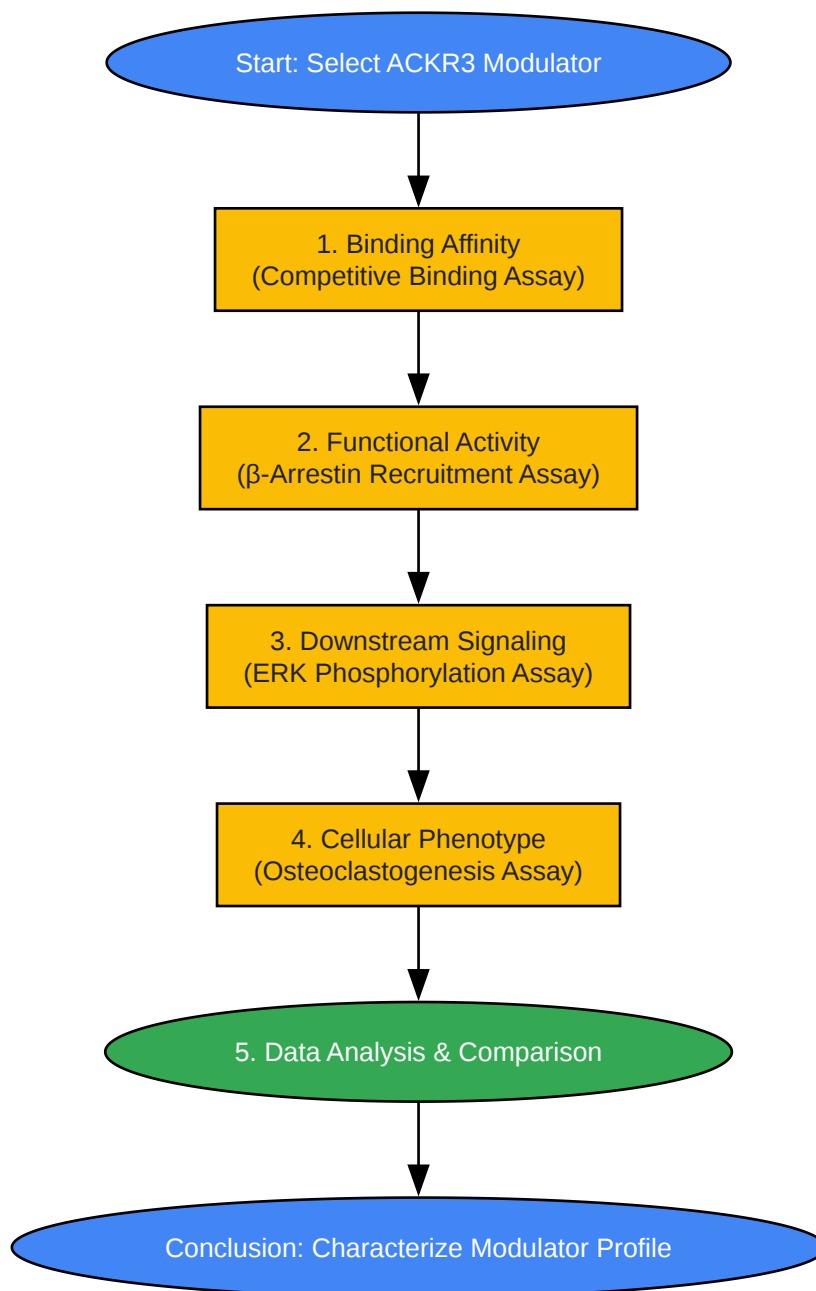 Start: Select ACKR3 Modulator
1. Binding Affinity
(Competitive Binding Assay)
2. Functional Activity
(β-Arrestin Recruitment Assay)
3. Downstream Signaling
(ERK Phosphorylation Assay)
4. Cellular Phenotype
(Osteoclastogenesis Assay)
5. Data Analysis & Comparison
Conclusion: Characterize Modulator Profile